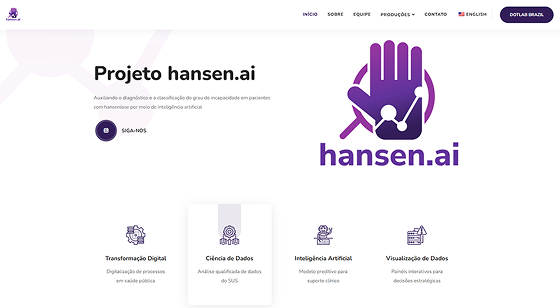 hansen.ai
INÍCIO SOBRE EQUIPE PRODUÇÕES CONTATO ENGLISH DOTLAB BRAZIL
Projeto hansen.ai
Auxiliando o diagnóstico e a classificação do grau de incapacidade em pacientes
com hanseníase por meio de inteligência artificial
SIGA-NOS
hansen.ai
Transformação Digital
Digitalização de processos
em saúde pública
Ciência de Dados
Análise qualificada de dados
do SUS
Inteligência Artificial
Modelo preditivo para
suporte clínico
Visualização de Dados
Painéis interativos para
decisões estratégicas